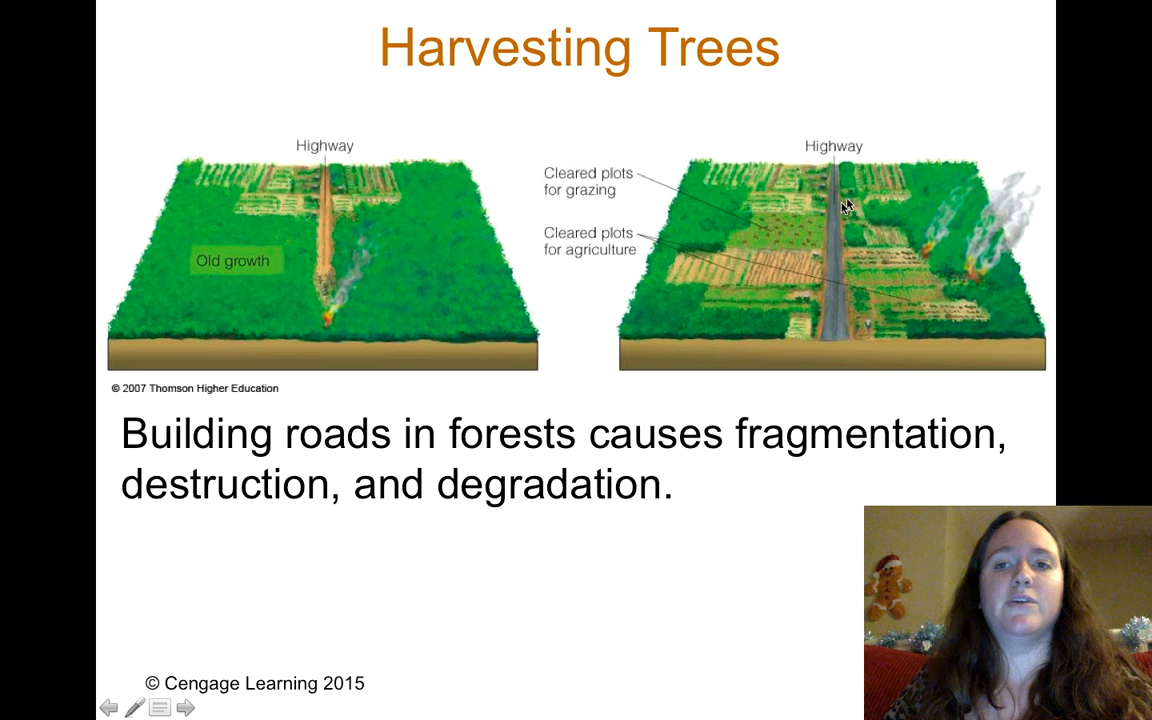 Harvesting Trees
Highway
Old growth
Highway
Cleared plots
for grazing
Cleared plots
for agriculture
© 2007 Thomson Higher Education
Building roads in forests causes fragmentation,
destruction, and degradation.
© Cengage Learning 2015